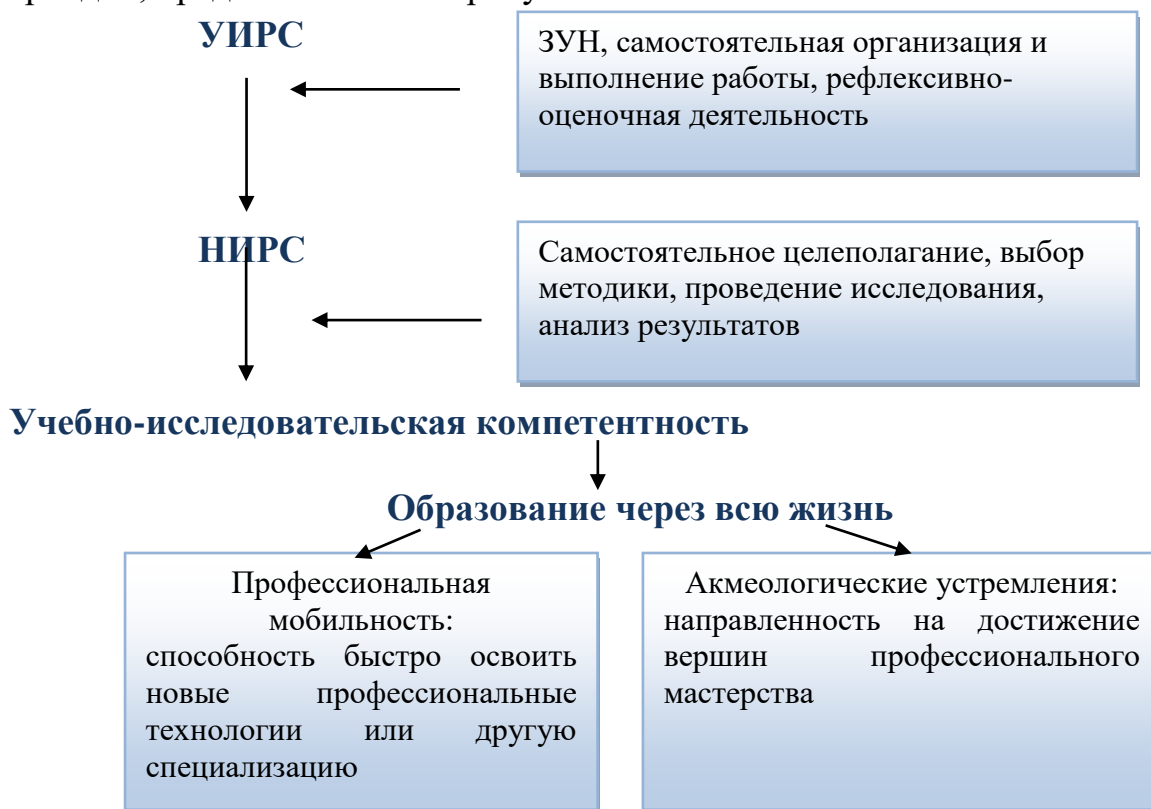 УИРС
ЗУН, самостоятельная организация и
выполнение работы, рефлексивно-
оценочная деятельность
НИРС
Самостоятельное целеполагание, выбор
методики, проведение исследования,
анализ результатов
Учебно-исследовательская компетентность
Образование через всю жизнь
Профессиональная
мобильность:
способность быстро освоить
новые профессиональные
технологии или другую
специализацию
Акмеологические устремления:
направленность на достижение
вершин профессионального
мастерства